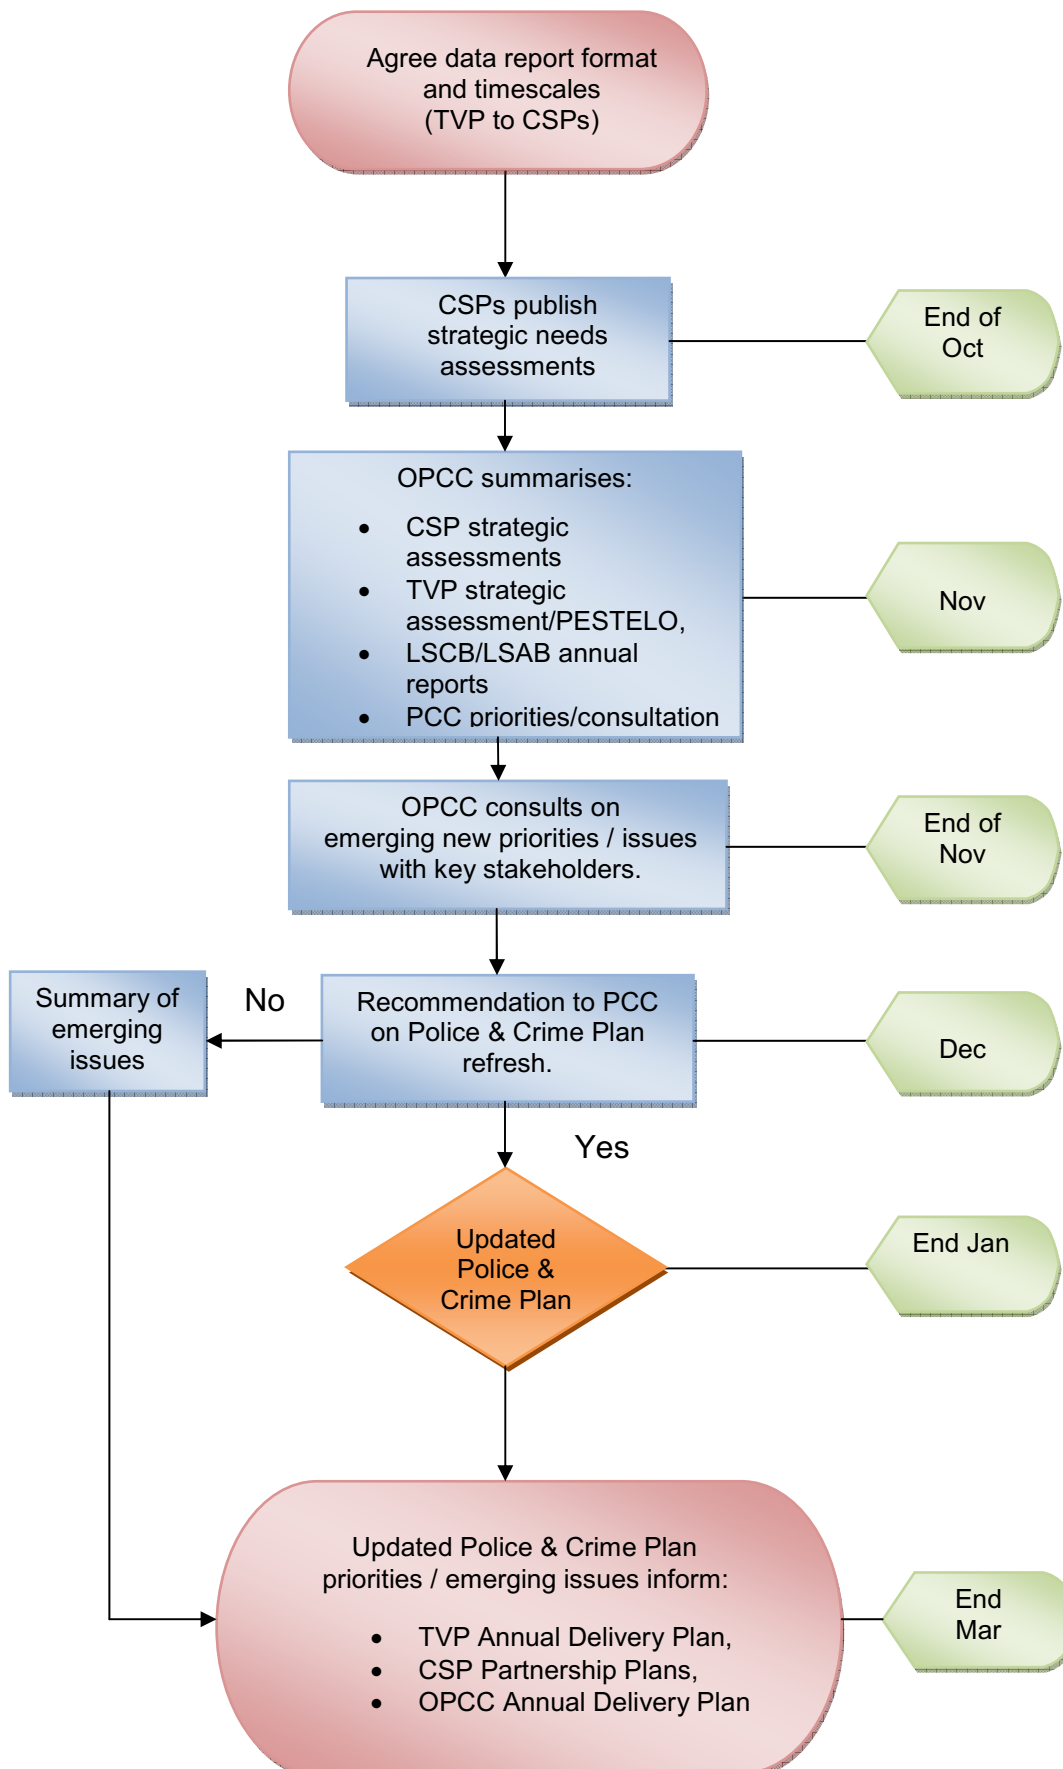 Agree data report format
and timescales
(TVP to CSPs)
CSPs publish
strategic needs
assessments
End of
Oct
OPCC summarises:
• CSP strategic
assessments
• TVP strategic
assessment/PESTELO,
• LSCB/LSAB annual
reports
• PCC priorities/consultation
Nov
OPCC consults on
emerging new priorities / issues
with key stakeholders.
End of
Nov
Summary of
emerging
issues
No
Recommendation to PCC
on Police & Crime Plan
refresh.
Dec
Yes
Updated
Police &
Crime Plan
End Jan
Updated Police & Crime Plan
priorities / emerging issues inform:
• TVP Annual Delivery Plan,
• CSP Partnership Plans,
• OPCC Annual Delivery Plan
End
Mar